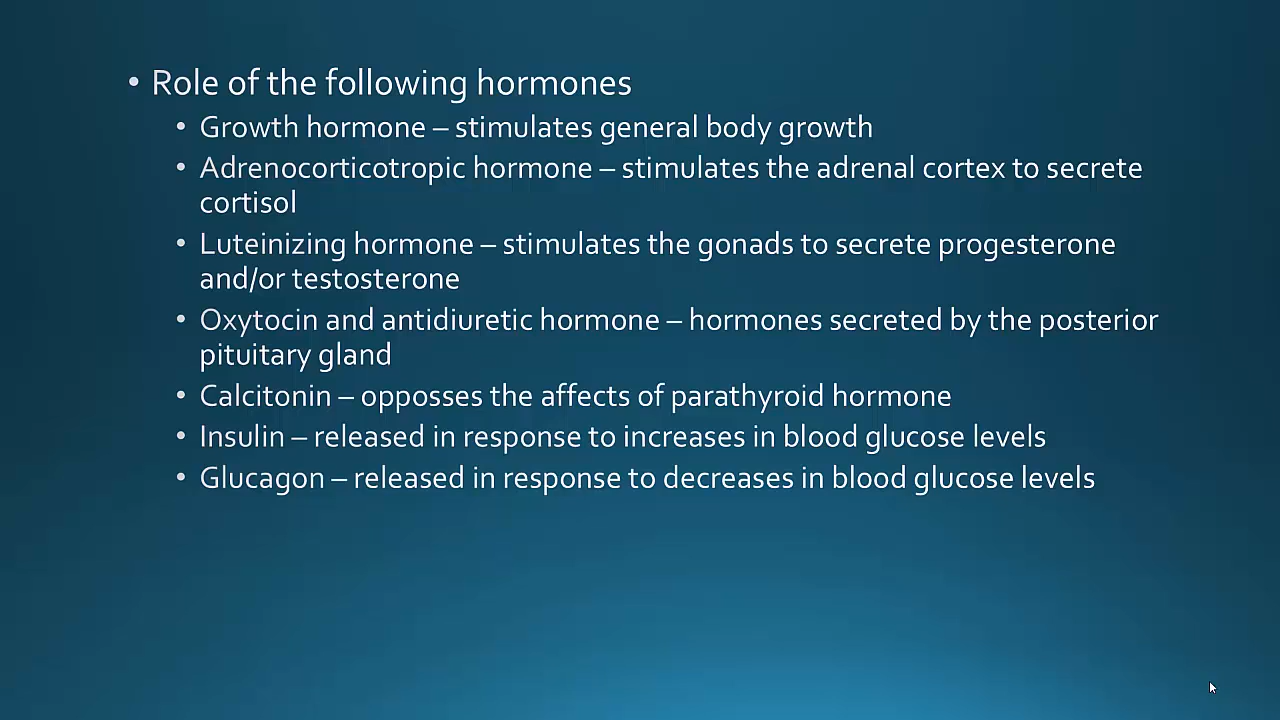 • Role of the following hormones
• Growth hormone – stimulates general body growth
• Adrenocorticotropic hormone – stimulates the adrenal cortex to secrete
cortisol
• Luteinizing hormone – stimulates the gonads to secrete progesterone
and/or testosterone
• Oxytocin and antidiuretic hormone – hormones secreted by the posterior
pituitary gland
• Calcitonin – opposses the affects of parathyroid hormone
• Insulin – released in response to increases in blood glucose levels
• Glucagon – released in response to decreases in blood glucose levels